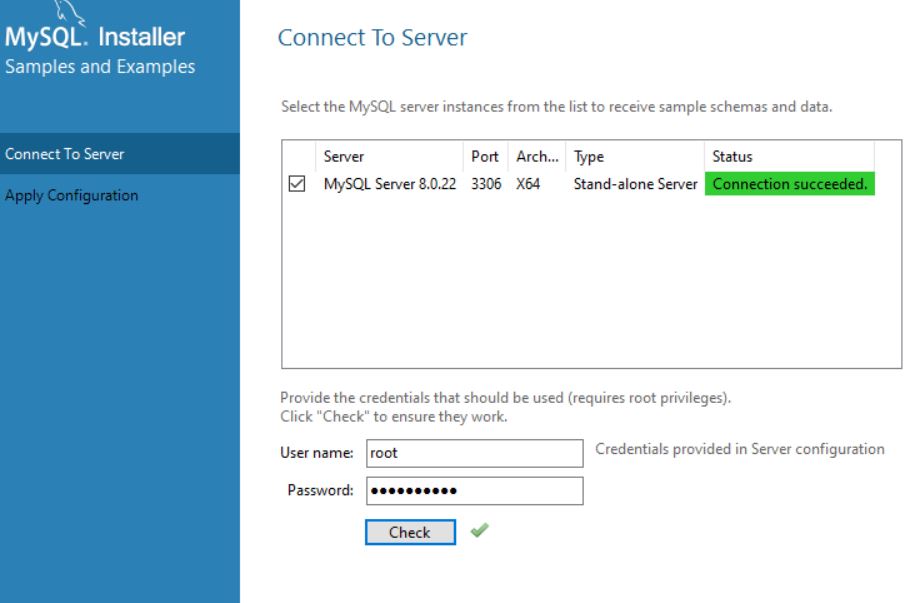 MySQL. Installer
Samples and Examples
Connect To Server
Apply Configuration
Connect To Server
Select the MySQL server instances from the list to receive sample schemas and data.
Server Port Arch... Type Status
MySQL Server 8.0.22 3306 X64 Stand-alone Server Connection succeeded.
Provide the credentials that should be used (requires root privileges).
Click "Check" to ensure they work.
User name: root Credentials provided in Server configuration
Password: ●●●●●●●●●●
Check